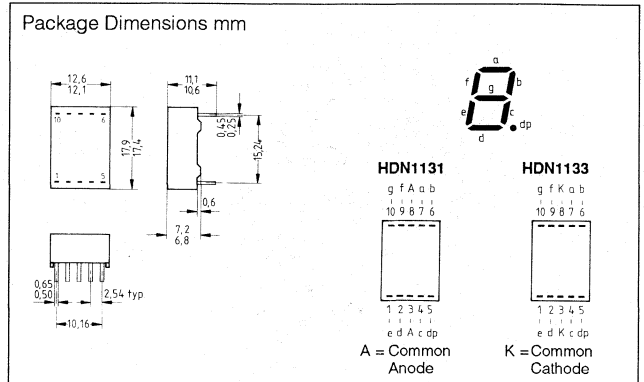 Package Dimensions mm
12,6
12,1
11,1
10,6
10 6
1 5
17,9
17,4
0,45
0,25
15,24
0,6
7,2
6,8
0,65
0,50
2,54 typ
10,16
a
f b
g
e c
d dp
HDN1131 HDN1133
g f A a b g f K a b
10 9 8 7 6 10 9 8 7 6
1 2 3 4 5 1 2 3 4 5
e d A c dp e d K c dp
A = Common K = Common
Anode Cathode